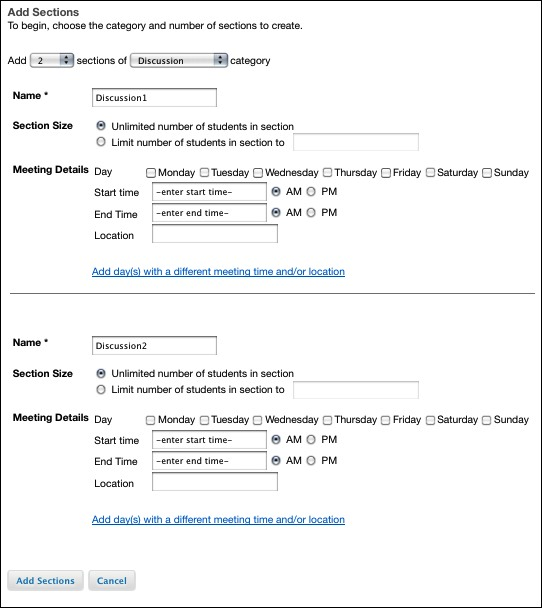 Add Sections
To begin, choose the category and number of sections to create.
Add 2 sections of Discussion category
Name * Discussion1
Section Size Unlimited number of students in section
Limit number of students in section to
Meeting Details Day Monday Tuesday Wednesday Thursday Friday Saturday Sunday
Start time -enter start time- AM PM
End Time -enter end time- AM PM
Location
Add day(s) with a different meeting time and/or location
Name * Discussion2
Section Size Unlimited number of students in section
Limit number of students in section to
Meeting Details Day Monday Tuesday Wednesday Thursday Friday Saturday Sunday
Start time -enter start time- AM PM
End Time -enter end time- AM PM
Location
Add day(s) with a different meeting time and/or location
Add Sections Cancel